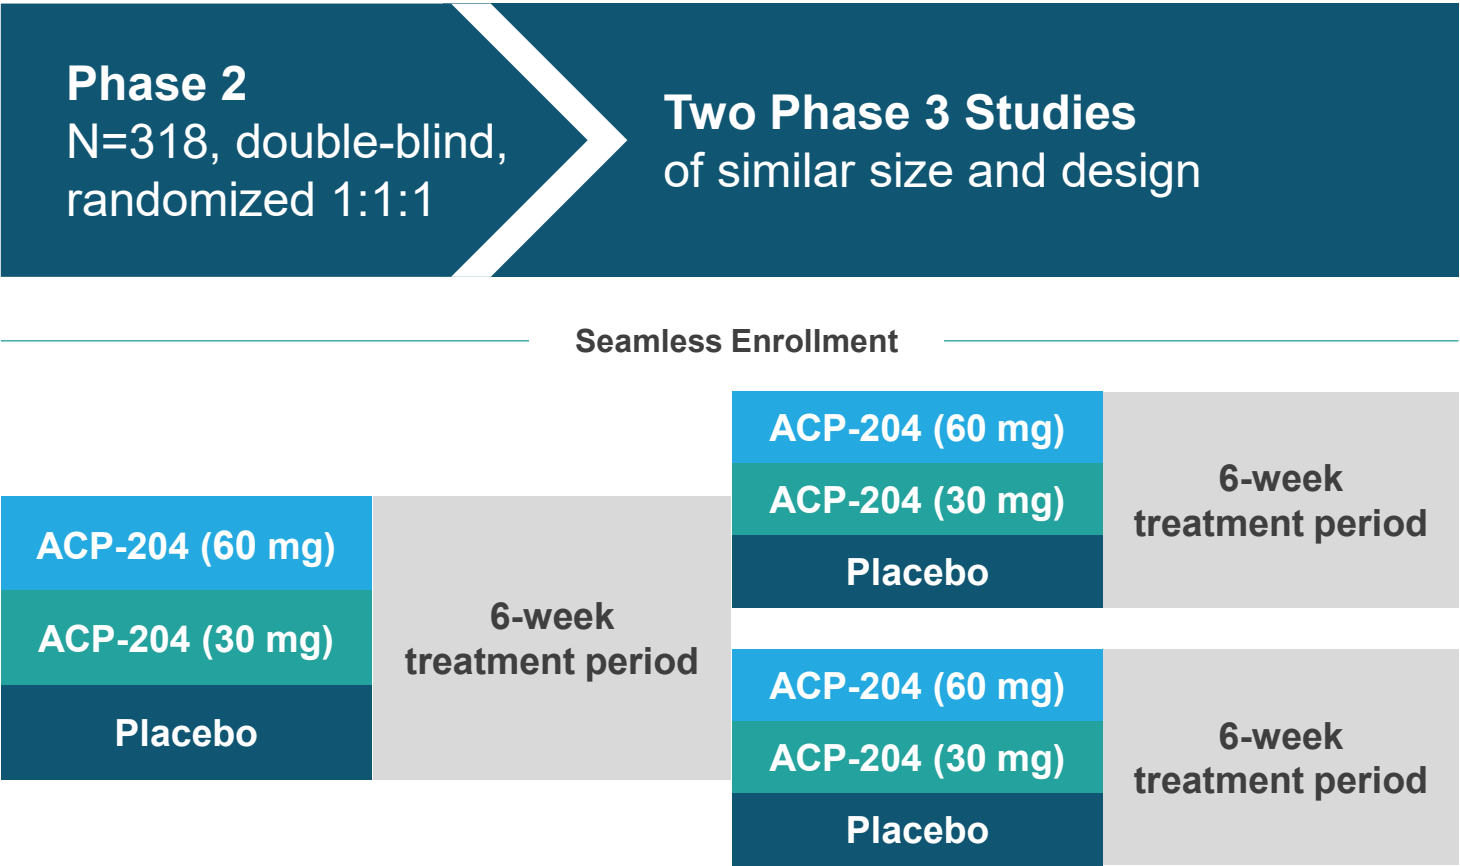 Phase 2
N=318, double-blind,
randomized 1:1:1
Two Phase 3 Studies
of similar size and design
Seamless Enrollment
ACP-204 (60 mg)
ACP-204 (30 mg)
Placebo
6-week
treatment period
ACP-204 (60 mg)
ACP-204 (30 mg)
Placebo
6-week
treatment period
ACP-204 (60 mg)
ACP-204 (30 mg)
Placebo
6-week
treatment period